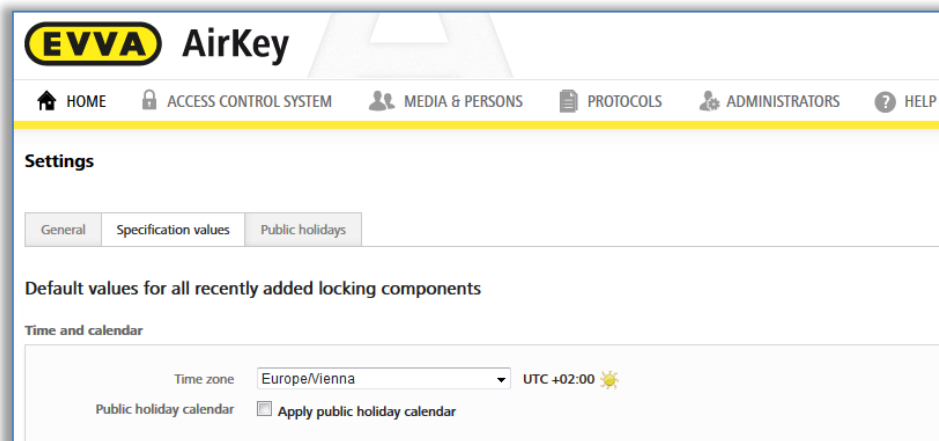 EVVA AirKey
HOME ACCESS CONTROL SYSTEM MEDIA & PERSONS PROTOCOLS ADMINISTRATORS ? HELP
Settings
General Specification values Public holidays
Default values for all recently added locking components
Time and calendar
Time zone Europe/Vienna UTC +02:00
Public holiday calendar Apply public holiday calendar